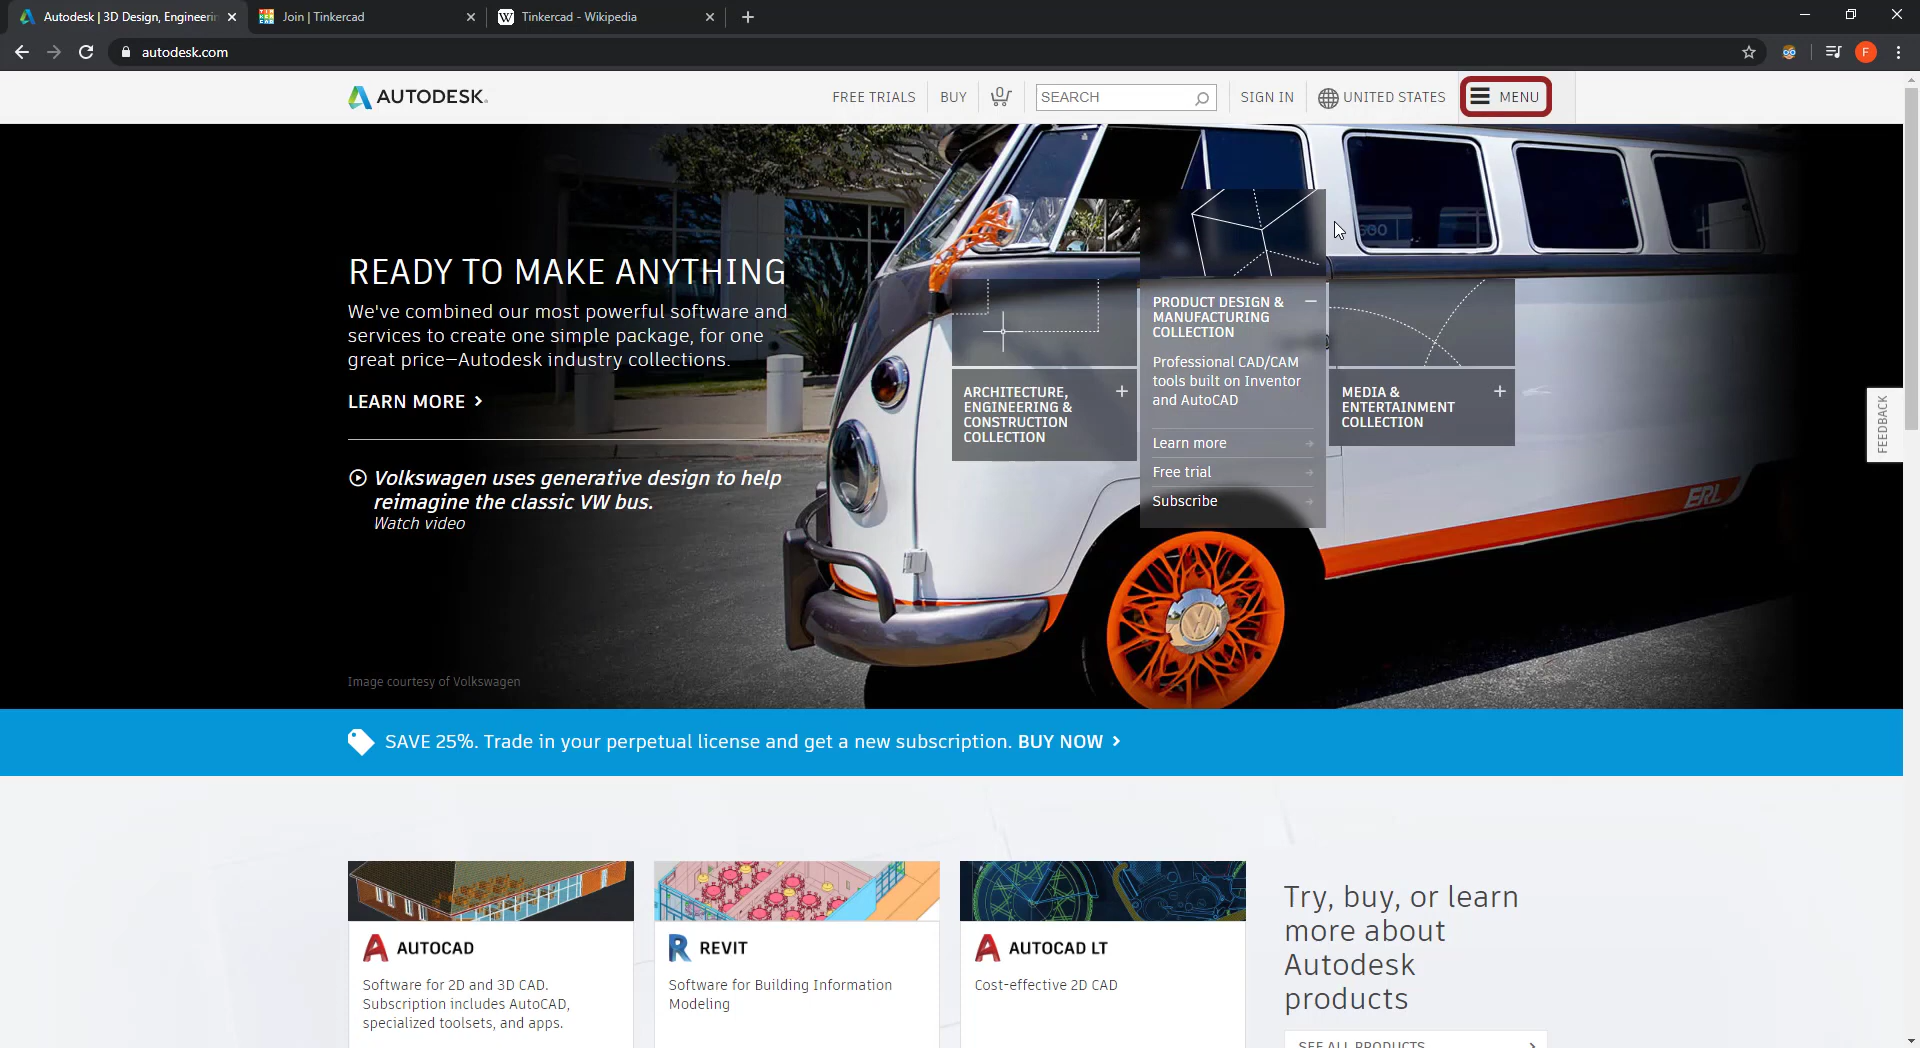 Autodesk | 3D Design, Engineerin
Join | Tinkercad
Tinkercad - Wikipedia
autodesk.com
F
AUTODESK.
FREE TRIALS
BUY
0
SEARCH
SIGN IN
UNITED STATES
MENU
READY TO MAKE ANYTHING
We've combined our most powerful software and
services to create one simple package, for one
great price—Autodesk industry collections.
LEARN MORE
Volkswagen uses generative design to help
reimagine the classic VW bus.
Watch video
Image courtesy of Volkswagen
ARCHITECTURE,
ENGINEERING &
CONSTRUCTION
COLLECTION
PRODUCT DESIGN &
MANUFACTURING
COLLECTION
Professional CAD/CAM
tools built on Inventor
and AutoCAD
Learn more
Free trial
Subscribe
MEDIA &
ENTERTAINMENT
COLLECTION
ERL
FEEDBACK
SAVE 25%. Trade in your perpetual license and get a new subscription. BUY NOW
AUTOCAD
Software for 2D and 3D CAD.
Subscription includes AutoCAD,
specialized toolsets, and apps.
REVIT
Software for Building Information
Modeling
AUTOCAD LT
Cost-effective 2D CAD
Try, buy, or learn
more about
Autodesk
products
SEE ALL PRODUCTS